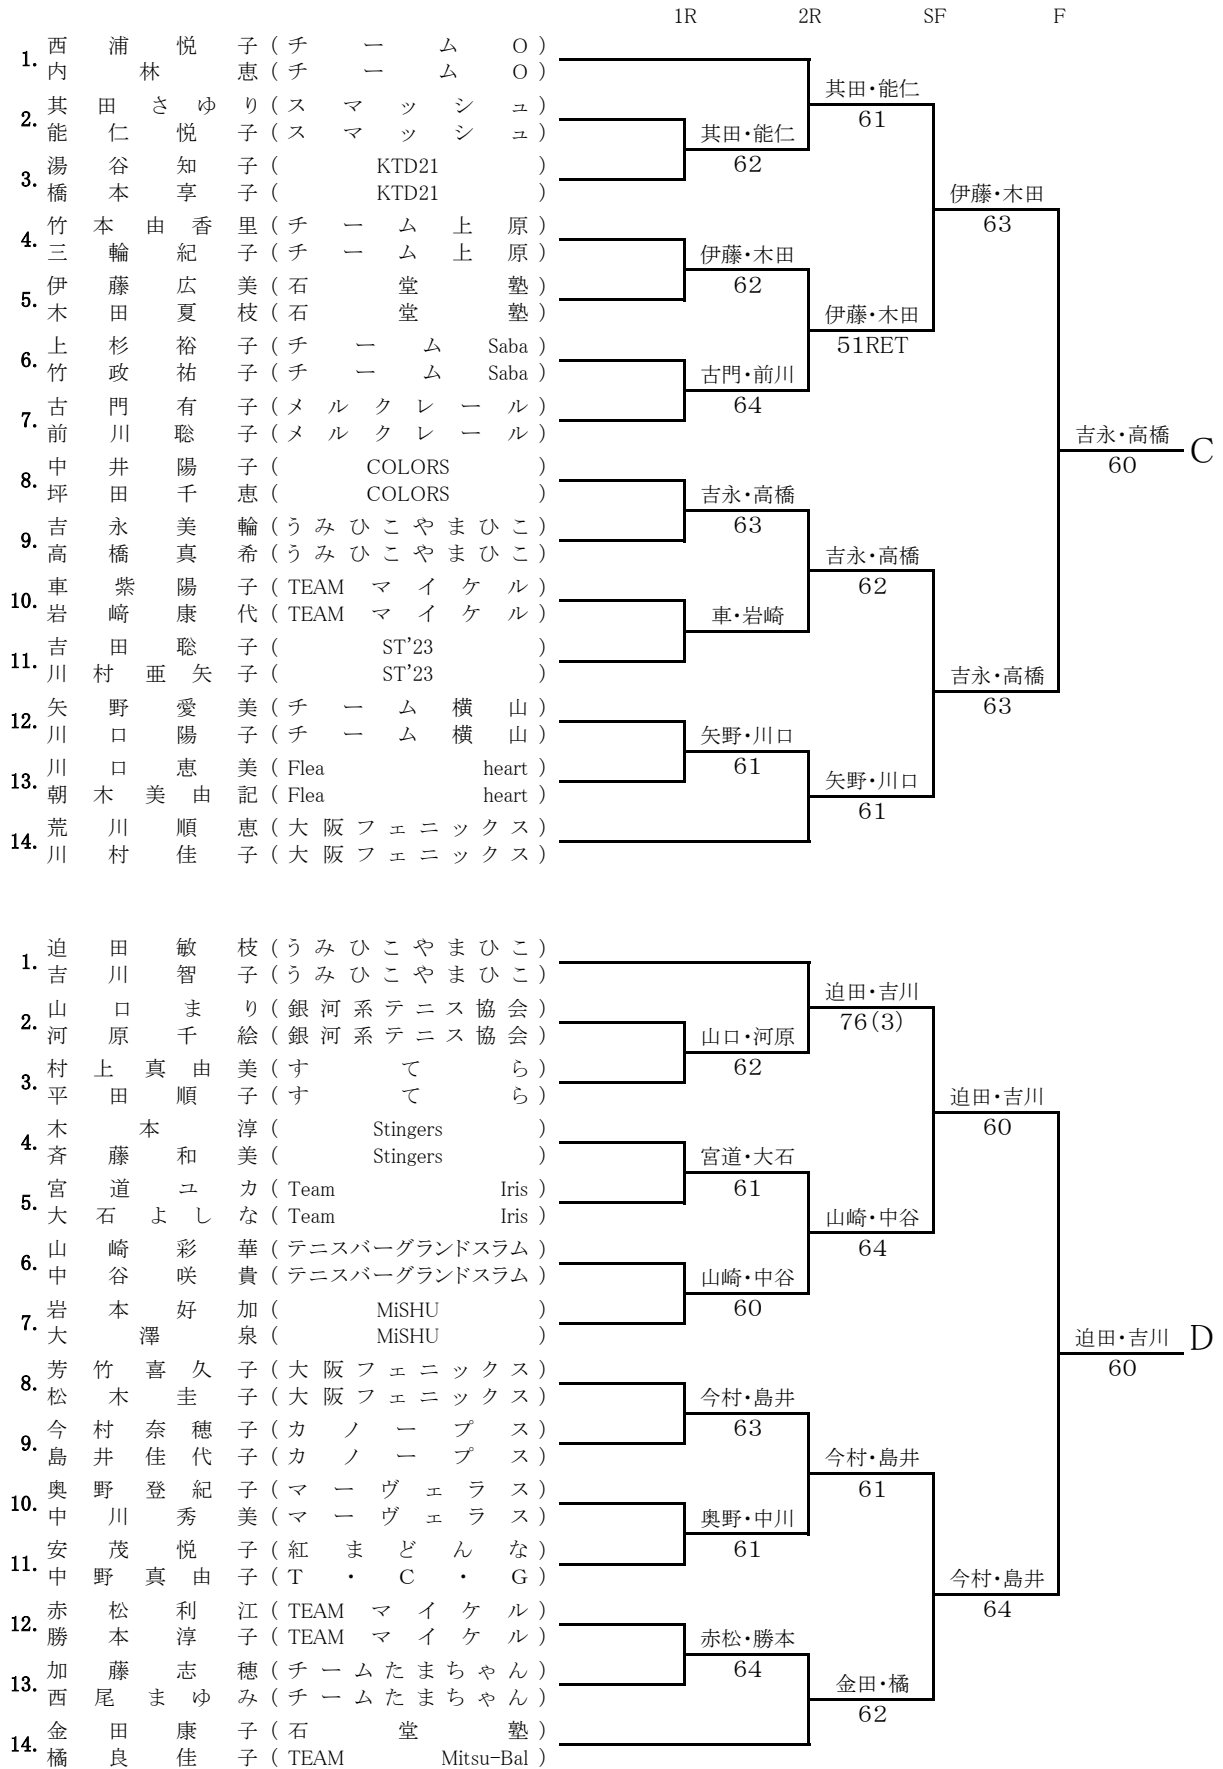 1R 2R SF F
1. 西浦悦子(チームO)
内林恵(チームO)
其田・能仁
61
2. 其田さゆり(スマッシュ)
能仁悦子(スマッシュ)
其田・能仁
62
3. 湯谷知子(KTD21)
橋本享子(KTD21)
伊藤・木田
63
4. 竹本由香里(チーム上原)
三輪紀子(チーム上原)
伊藤・木田
62
5. 伊藤広美(石堂塾)
木田夏枝(石堂塾)
伊藤・木田
51RET
6. 上杉裕子(チームSaba)
竹政祐子(チームSaba)
古門・前川
64
7. 古門有子(メルクレール)
前川聡子(メルクレール)
吉永・高橋 C
60
8. 中井陽子(COLORS)
坪田千恵(COLORS)
吉永・高橋
63
9. 吉永美輪(うみひこやまひこ)
高橋真希(うみひこやまひこ)
吉永・高橋
62
10. 車紫陽子(TEAMマイケル)
岩﨑康代(TEAMマイケル)
車・岩崎
11. 吉田聡子(ST’23)
川村亜矢子(ST’23)
吉永・高橋
63
12. 矢野愛美(チーム横山)
川口陽子(チーム横山)
矢野・川口
61
13. 川口恵美(Flea heart)
朝木美由記(Flea heart)
矢野・川口
61
14. 荒川順恵(大阪フェニックス)
川村佳子(大阪フェニックス)
1. 迫田敏枝(うみひこやまひこ)
吉川智子(うみひこやまひこ)
迫田・吉川
76(3)
2. 山口まり(銀河系テニス協会)
河原千絵(銀河系テニス協会)
山口・河原
62
3. 村上真由美(すてら)
平田順子(すてら)
迫田・吉川
60
4. 木本淳(Stingers)
斉藤和美(Stingers)
宮道・大石
61
5. 宮道ユカ(Team Iris)
大石よしな(Team Iris)
山崎・中谷
64
6. 山崎彩華(テニスバーグランドスラム)
中谷咲貴(テニスバーグランドスラム)
山崎・中谷
60
7. 岩本好加(MiSHU)
大澤泉(MiSHU)
迫田・吉川 D
60
8. 芳竹喜久子(大阪フェニックス)
松木圭子(大阪フェニックス)
今村・島井
63
9. 今村奈穂子(カノープス)
島井佳代子(カノープス)
今村・島井
61
10. 奥野登紀子(マーヴェラス)
中川秀美(マーヴェラス)
奥野・中川
61
11. 安茂悦子(紅まどんな)
中野真由子(T・C・G)
今村・島井
64
12. 赤松利江(TEAMマイケル)
勝本淳子(TEAMマイケル)
赤松・勝本
64
13. 加藤志穂(チームたまちゃん)
西尾まゆみ(チームたまちゃん)
金田・橘
62
14. 金田康子(石堂塾)
橘良佳子(TEAM Mitsu-Bal)